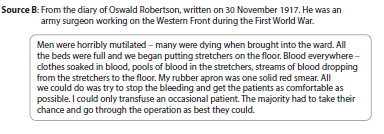 Source B: From the diary of Oswald Robertson, written on 30 November 1917. He was an
army surgeon working on the Western Front during the First World War.
Men were horribly mutilated – many were dying when brought into the ward. All
the beds were full and we began putting stretchers on the floor. Blood everywhere –
clothes soaked in blood, pools of blood in the stretchers, streams of blood dropping
from the stretchers to the floor. My rubber apron was one solid red smear. All
we could do was try to stop the bleeding and get the patients as comfortable as
possible. I could only transfuse an occasional patient. The majority had to take their
chance and go through the operation as best they could.